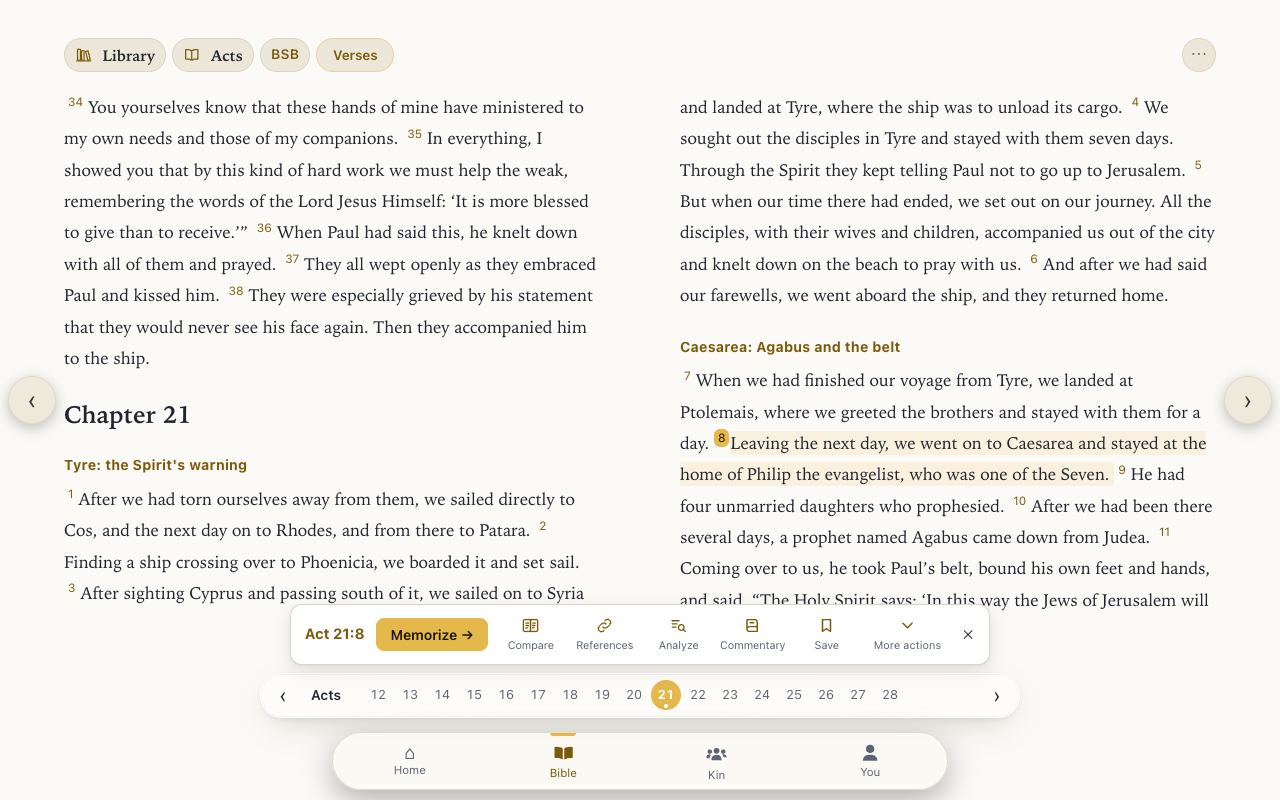 Library Acts BSB Verses ···
34 You yourselves know that these hands of mine have ministered to
my own needs and those of my companions. 35 In everything, I
showed you that by this kind of hard work we must help the weak,
remembering the words of the Lord Jesus Himself: ‘It is more blessed
to give than to receive.’” 36 When Paul had said this, he knelt down
with all of them and prayed. 37 They all wept openly as they embraced
Paul and kissed him. 38 They were especially grieved by his statement
that they would never see his face again. Then they accompanied him
to the ship.
Chapter 21
Tyre: the Spirit's warning
1 After we had torn ourselves away from them, we sailed directly to
Cos, and the next day on to Rhodes, and from there to Patara. 2
Finding a ship crossing over to Phoenicia, we boarded it and set sail.
3 After sighting Cyprus and passing south of it, we sailed on to Syria
and landed at Tyre, where the ship was to unload its cargo. 4 We
sought out the disciples in Tyre and stayed with them seven days.
Through the Spirit they kept telling Paul not to go up to Jerusalem. 5
But when our time there had ended, we set out on our journey. All the
disciples, with their wives and children, accompanied us out of the city
and knelt down on the beach to pray with us. 6 And after we had said
our farewells, we went aboard the ship, and they returned home.
Caesarea: Agabus and the belt
7 When we had finished our voyage from Tyre, we landed at
Ptolemais, where we greeted the brothers and stayed with them for a
day. 8 Leaving the next day, we went on to Caesarea and stayed at the
home of Philip the evangelist, who was one of the Seven. 9 He had
four unmarried daughters who prophesied. 10 After we had been there
several days, a prophet named Agabus came down from Judea. 11
Coming over to us, he took Paul’s belt, bound his own feet and hands,
and said, “The Holy Spirit says: ‘In this way the Jews of Jerusalem will
‹ ›
Act 21:8 Memorize → Compare References Analyze Commentary Save More actions ×
‹ Acts 12 13 14 15 16 17 18 19 20 21 22 23 24 25 26 27 28 ›
Home Bible Kin You